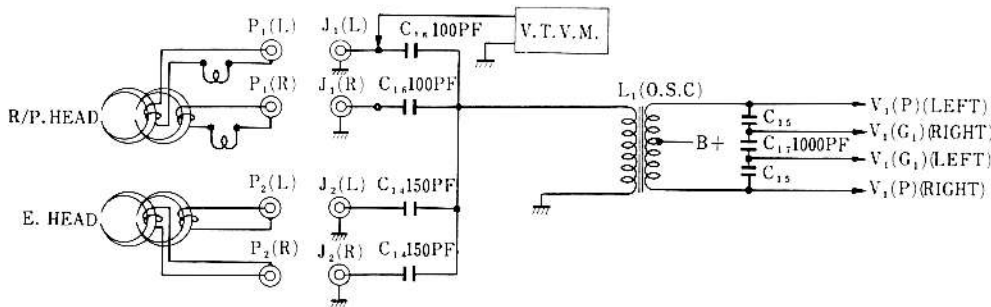 P₁(L)
J₁(L)
C₁₆ 100PF
V.T.V.M.
P₁(R)
J₁(R)
C₁₆ 100PF
L₁(O.S.C)
R/P. HEAD
V₁(P)(LEFT)
C₁₅
V₁(G₁)(RIGHT)
B+
C₁₇ 1000PF
V₁(G₁)(LEFT)
C₁₅
V₁(P)(RIGHT)
P₂(L)
J₂(L)
C₁₄ 150PF
E. HEAD
P₂(R)
J₂(R)
C₁₄ 150PF